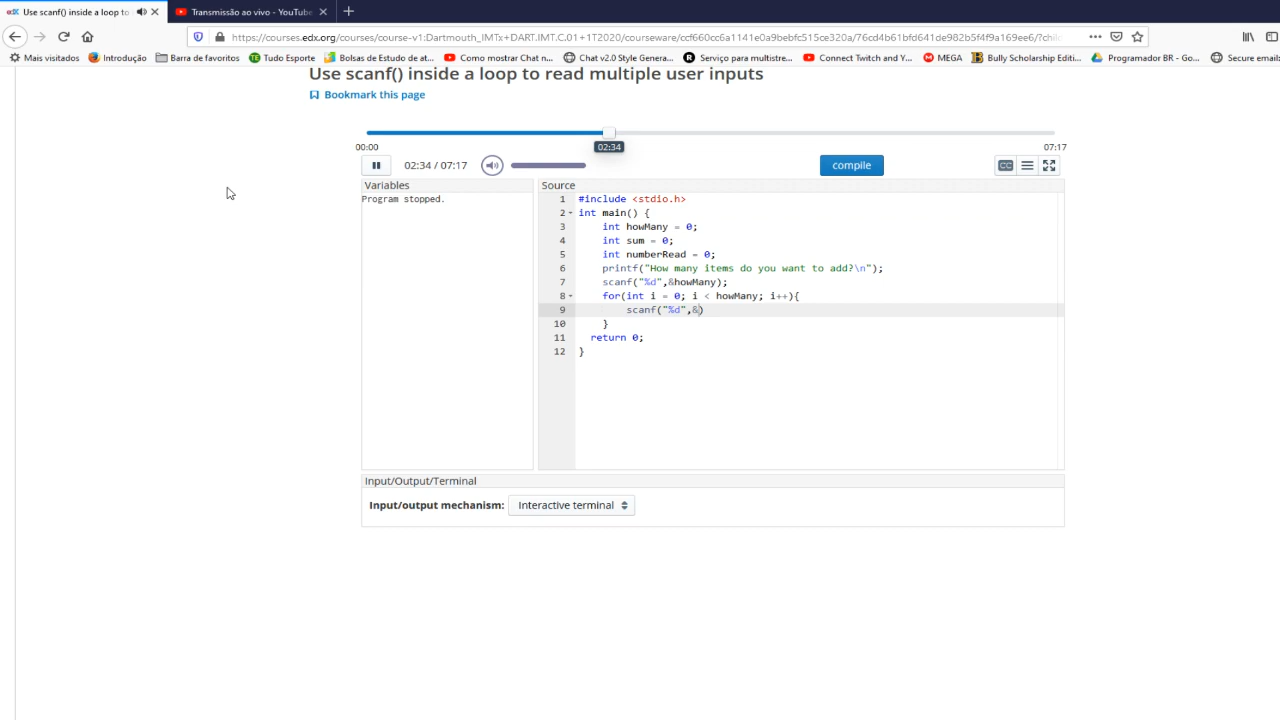 Use scanf() inside a loop to
Transmissão ao vivo - YouTube
https://courses.edx.org/courses/course-v1:Dartmouth_IMTx+DART.IMT.C.01+1T2020/courseware/ccf660cc6a1141e0a9bebfc515ce320a/76cd4b61bfd641de982b5f4f9a169ee6/?chil
Mais visitados Introdução Barra de favoritos Tudo Esporte Bolsas de Estudo de at... Como mostrar Chat n... Chat v2.0 Style Genera... Serviço para multistre... Connect Twitch and Y... MEGA Bully Scholarship Editi... Programador BR - Go... Secure email
Use scanf() inside a loop to read multiple user inputs
Bookmark this page
02:34
00:00 07:17
02:34 / 07:17 compile CC
Variables
Program stopped.
Source
1 #include <stdio.h>
2 int main() {
3 int howMany = 0;
4 int sum = 0;
5 int numberRead = 0;
6 printf("How many items do you want to add?\n");
7 scanf("%d",&howMany);
8 for(int i = 0; i < howMany; i++){
9 scanf("%d",&)
10 }
11 return 0;
12 }
Input/Output/Terminal
Input/output mechanism: Interactive terminal